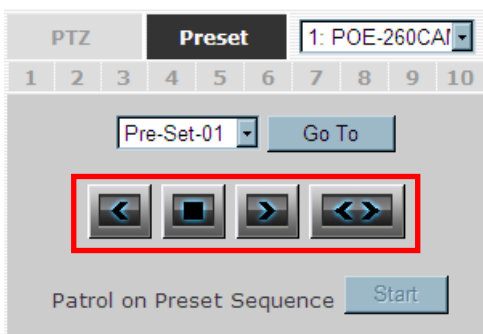 PTZ Preset 1: POE-260CAM
1 2 3 4 5 6 7 8 9 10
Pre-Set-01 Go To
Patrol on Preset Sequence Start